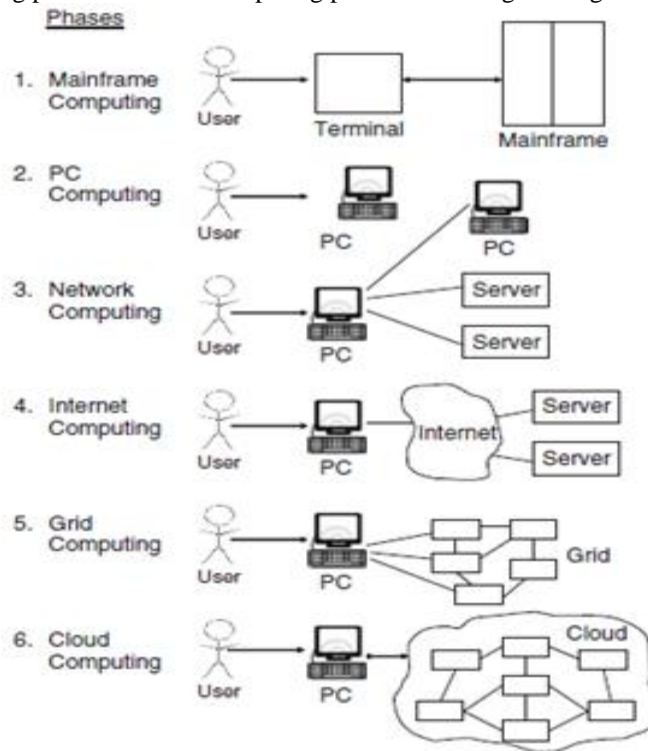 Phases
1. Mainframe
Computing
User
Terminal
Mainframe
2. PC
Computing
User
PC
PC
3. Network
Computing
User
PC
Server
Server
4. Internet
Computing
User
PC
Internet
Server
Server
5. Grid
Computing
User
PC
Grid
6. Cloud
Computing
User
PC
Cloud